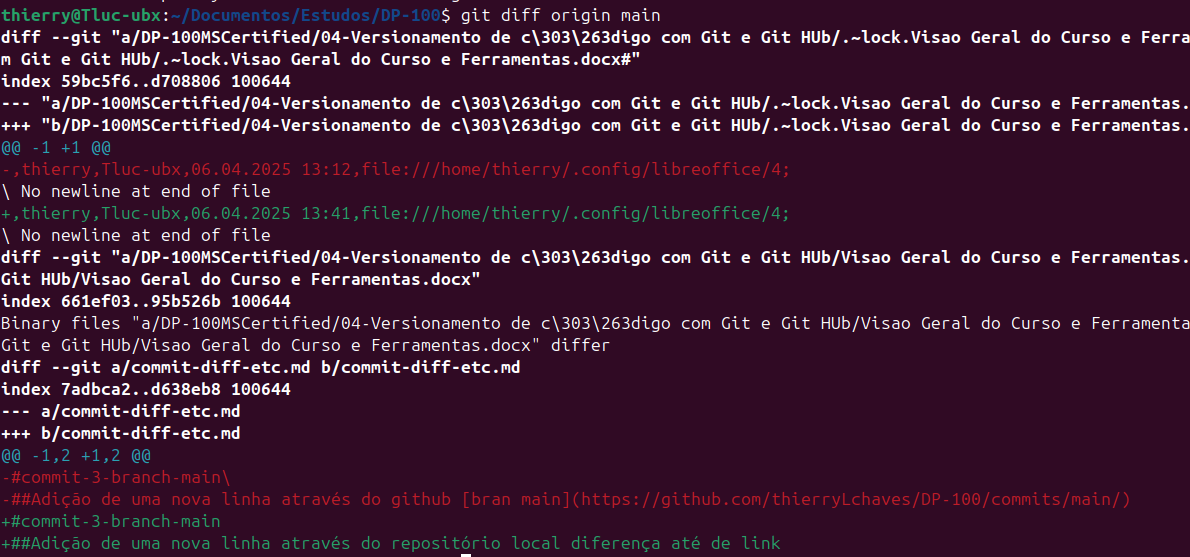 thierry@Tluc-ubx:~/Documentos/Estudos/DP-100$ git diff origin main
diff --git "a/DP-100MSCertified/04-Versionamento de c\303\263digo com Git e Git HUb/.~lock.Visao Geral do Curso e Ferra
m Git e Git HUb/.~lock.Visao Geral do Curso e Ferramentas.docx#"
index 59bc5f6..d708806 100644
--- "a/DP-100MSCertified/04-Versionamento de c\303\263digo com Git e Git HUb/.~lock.Visao Geral do Curso e Ferramentas.
+++ "b/DP-100MSCertified/04-Versionamento de c\303\263digo com Git e Git HUb/.~lock.Visao Geral do Curso e Ferramentas.
@@ -1 +1 @@
-,thierry,Tluc-ubx,06.04.2025 13:12,file:///home/thierry/.config/libreoffice/4;
\ No newline at end of file
+,thierry,Tluc-ubx,06.04.2025 13:41,file:///home/thierry/.config/libreoffice/4;
\ No newline at end of file
diff --git "a/DP-100MSCertified/04-Versionamento de c\303\263digo com Git e Git HUb/Visao Geral do Curso e Ferramentas.
Git HUb/Visao Geral do Curso e Ferramentas.docx"
index 661ef03..95b526b 100644
Binary files "a/DP-100MSCertified/04-Versionamento de c\303\263digo com Git e Git HUb/Visao Geral do Curso e Ferramenta
Git e Git HUb/Visao Geral do Curso e Ferramentas.docx" differ
diff --git a/commit-diff-etc.md b/commit-diff-etc.md
index 7adbca2..d638eb8 100644
--- a/commit-diff-etc.md
+++ b/commit-diff-etc.md
@@ -1,2 +1,2 @@
-#commit-3-branch-main\
-##Adição de uma nova linha através do github [bran main](https://github.com/thierryLchaves/DP-100/commits/main/)
+#commit-3-branch-main
+##Adição de uma nova linha através do repositório local diferença até de link